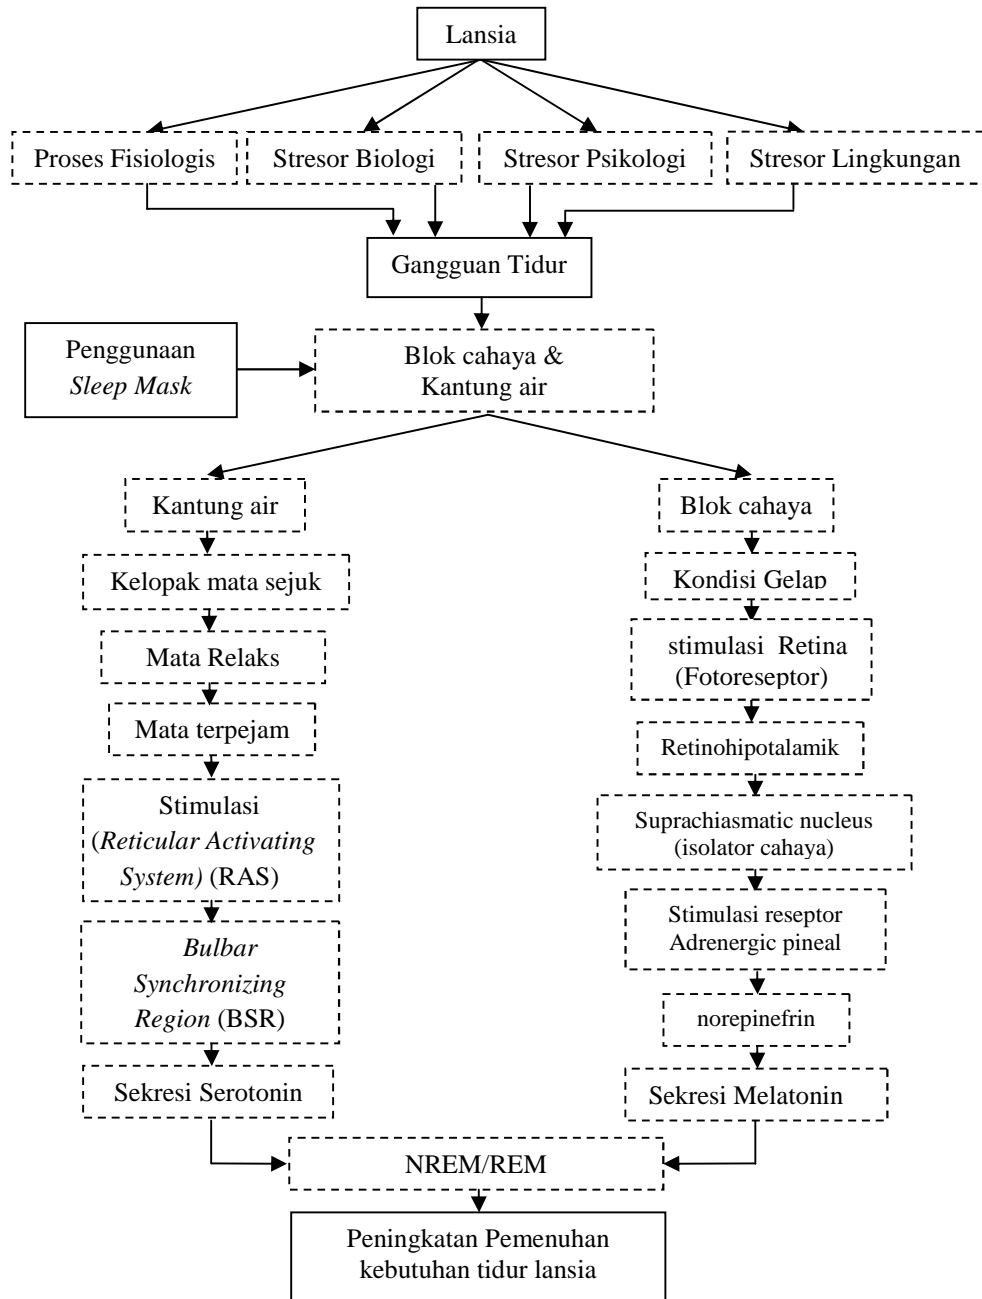 Lansia
Proses Fisiologis
Stresor Biologi
Stresor Psikologi
Stresor Lingkungan
Gangguan Tidur
Penggunaan
Sleep Mask
Blok cahaya &
Kantung air
Kantung air
Kelopak mata sejuk
Mata Relaks
Mata terpejam
Stimulasi
(Reticular Activating
System) (RAS)
Bulbar
Synchronizing
Region (BSR)
Sekresi Serotonin
Blok cahaya
Kondisi Gelap
stimulasi Retina
(Fotoreseptor)
Retinohipotalamik
Suprachiasmatic nucleus
(isolator cahaya)
Stimulasi reseptor
Adrenergic pineal
norepinefrin
Sekresi Melatonin
NREM/REM
Peningkatan Pemenuhan
kebutuhan tidur lansia